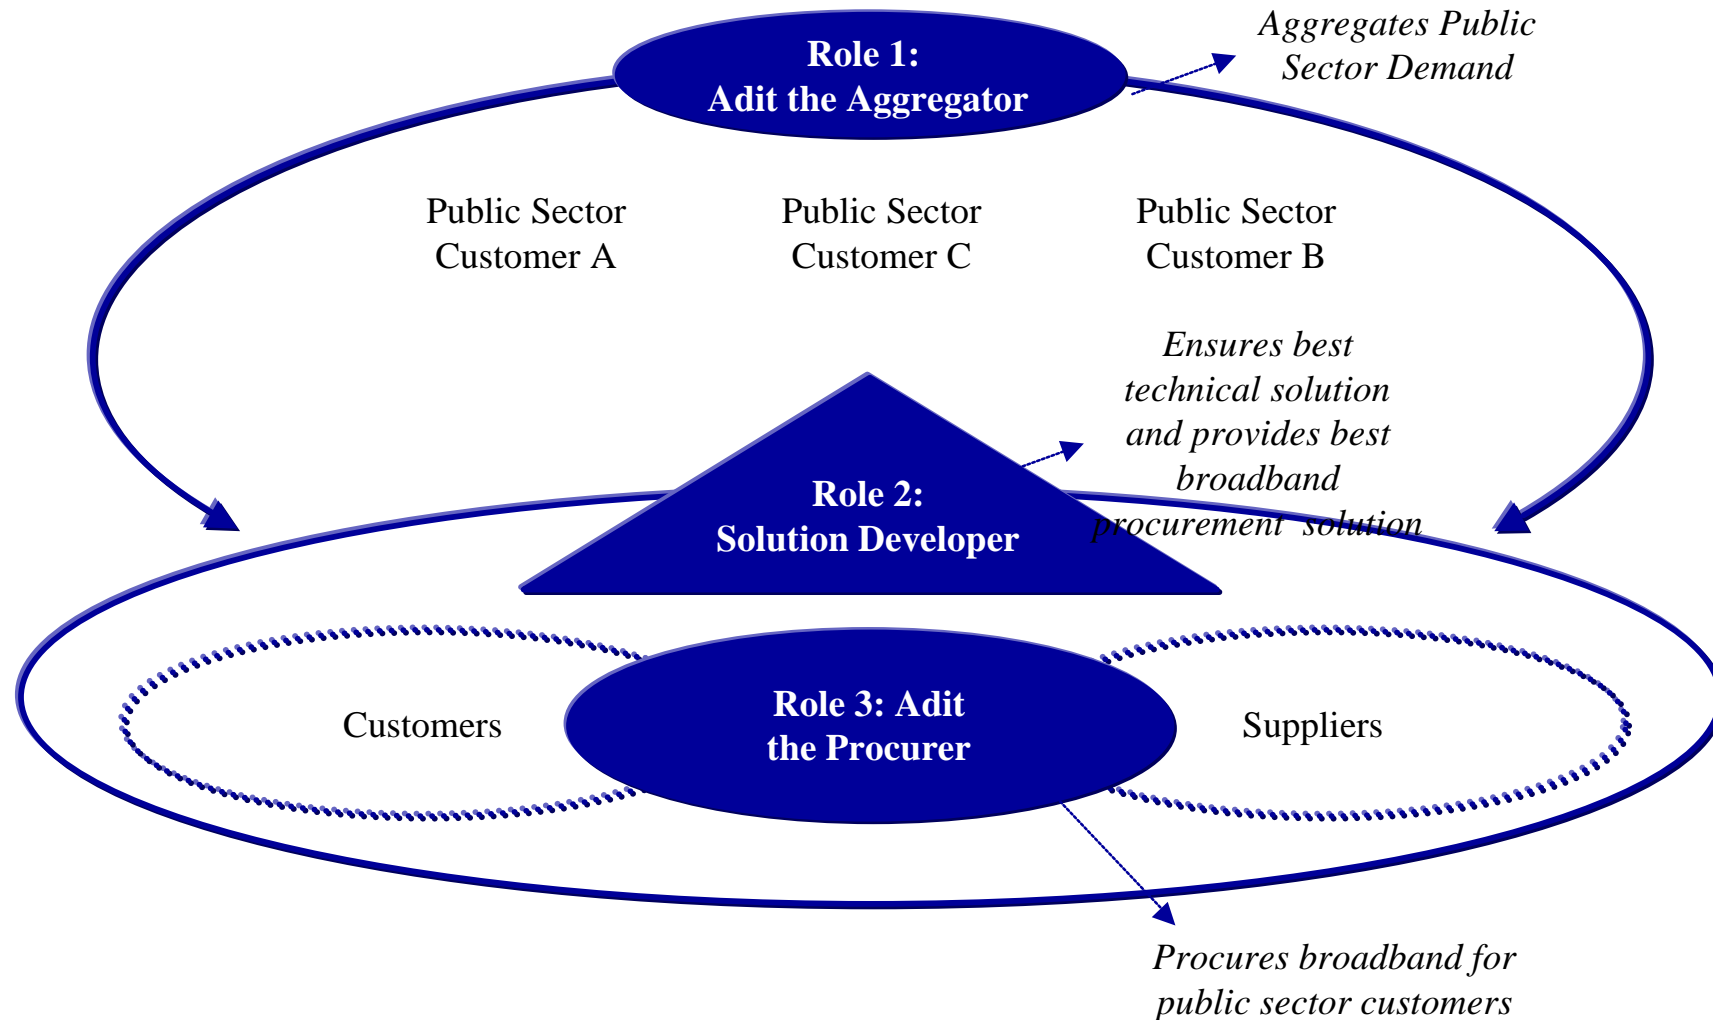 Role 1:
Adit the Aggregator
Aggregates Public
Sector Demand
Public Sector
Customer A
Public Sector
Customer C
Public Sector
Customer B
Ensures best
technical solution
and provides best
broadband
procurement solution
Role 2:
Solution Developer
Customers
Role 3: Adit
the Procurer
Suppliers
Procures broadband for
public sector customers